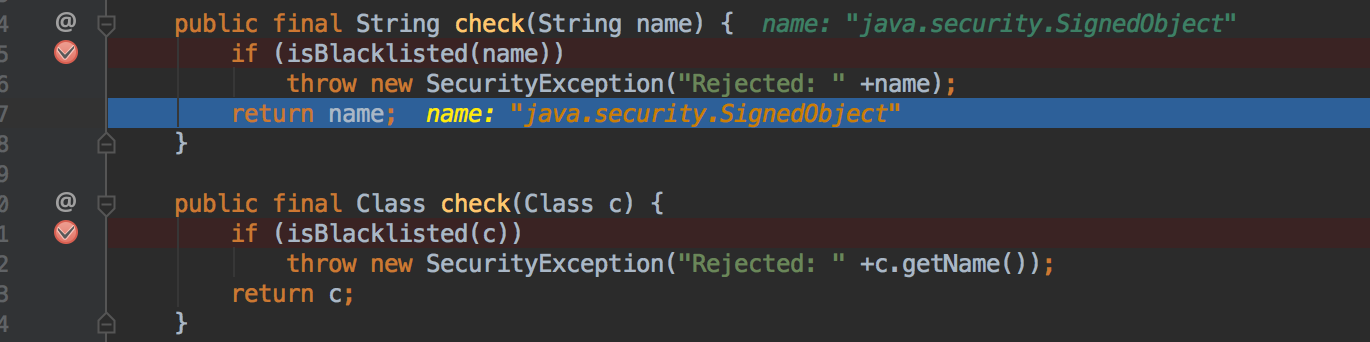 4 @ public final String check(String name) { name: "java.security.SignedObject"
5 if (isBlacklisted(name))
6 throw new SecurityException("Rejected: " +name);
7 return name; name: "java.security.SignedObject"
8 }
9
0 @ public final Class check(Class c) {
1 if (isBlacklisted(c))
2 throw new SecurityException("Rejected: " +c.getName());
3 return c;
4 }